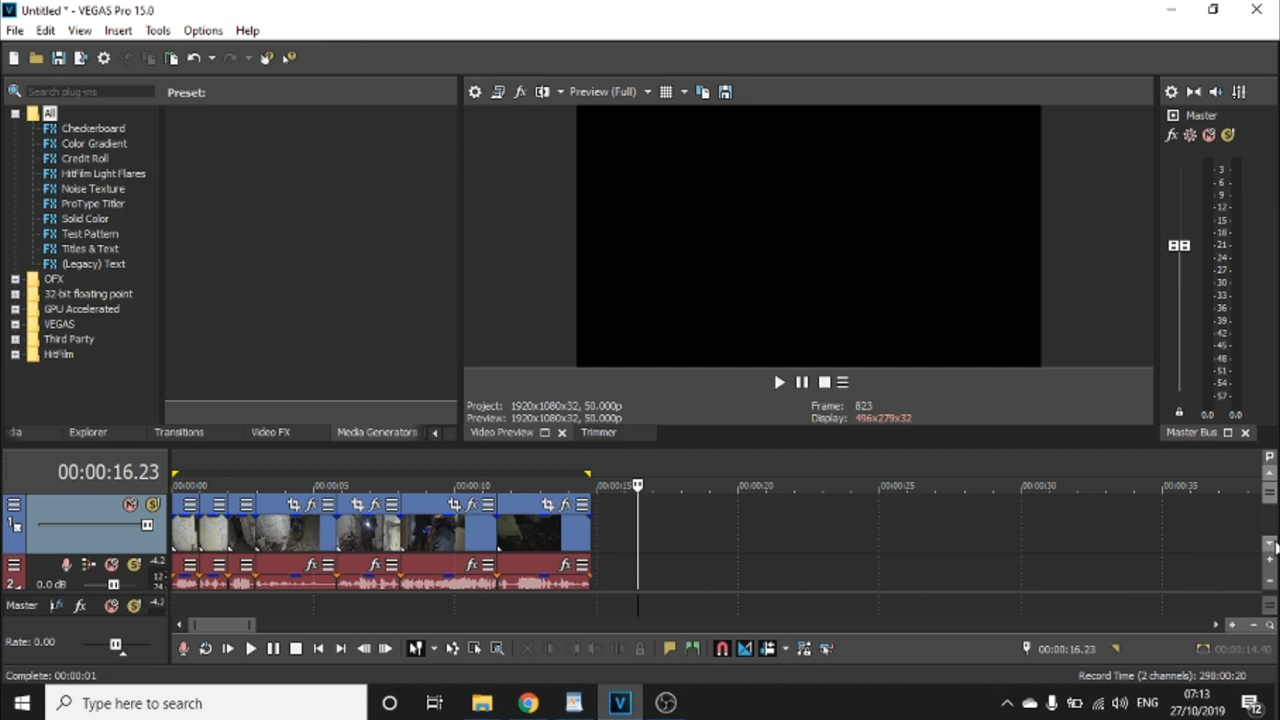 Untitled * - VEGAS Pro 15.0
File Edit View Insert Tools Options Help
Search plug-ins
Preset:
Preview (Full)
Master
All
Checkerboard
Color Gradient
Credit Roll
HitFilm Light Flares
Noise Texture
ProType Titler
Solid Color
Test Pattern
Titles & Text
(Legacy) Text
OFX
32-bit floating point
GPU Accelerated
VEGAS
Third Party
HitFilm
3
6
9
12
15
18
21
24
27
30
33
36
39
42
45
48
51
54
57
0.0 0.0
Project: 1920x1080x32, 50.000p
Frame: 823
Preview: 1920x1080x32, 50.000p
Display: 496x279x32
dia Explorer Transitions Video FX Media Generators
Video Preview Trimmer
Master Bus
00:00:16.23
00:00:00 00:00:05 00:00:10 00:00:15 00:00:20 00:00:25 00:00:30 00:00:35
1
2
-4.2
0.0 dB
12
24
Master
-4.2
Rate: 0.00
00:00:16.23
00:00:14.40
Complete: 00:00:01
Record Time (2 channels): 298:00:20
Type here to search
ENG
07:13
27/10/2019
12